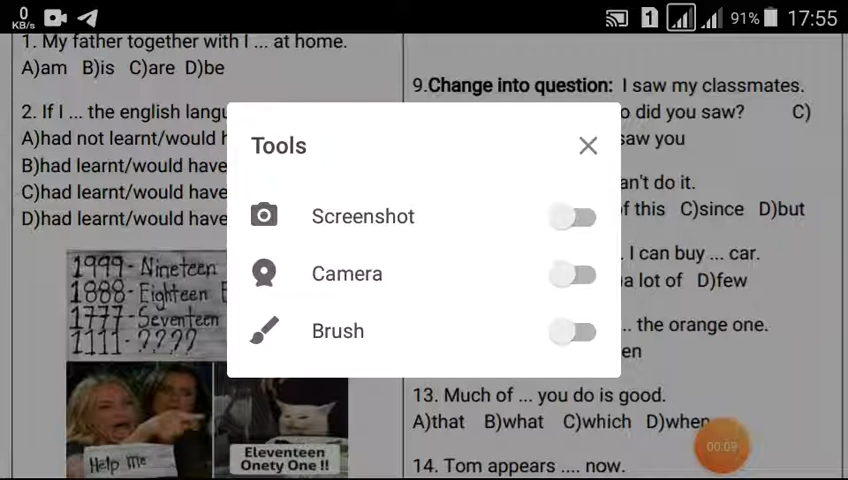 0
KB/s
1
91%
17:55
1. My father together with I ... at home.
A)am B)is C)are D)be
2. If I ... the english langu
A)had not learnt/would h
B)had learnt/would have
C)had learnt/would have
D)had learnt/would have
1999- Nineteen
1888- Eighteen E
1777- Seventeen
1111- ????
Help me
Eleventeen
Onety One !!
Tools
Screenshot
Camera
Brush
9.Change into question: I saw my classmates.
o did you saw? C)
saw you
an't do it.
f this C)since D)but
. I can buy ... car.
a lot of D)few
.. the orange one.
en
13. Much of ... you do is good.
A)that B)what C)which D)when
00:09
14. Tom appears .... now.